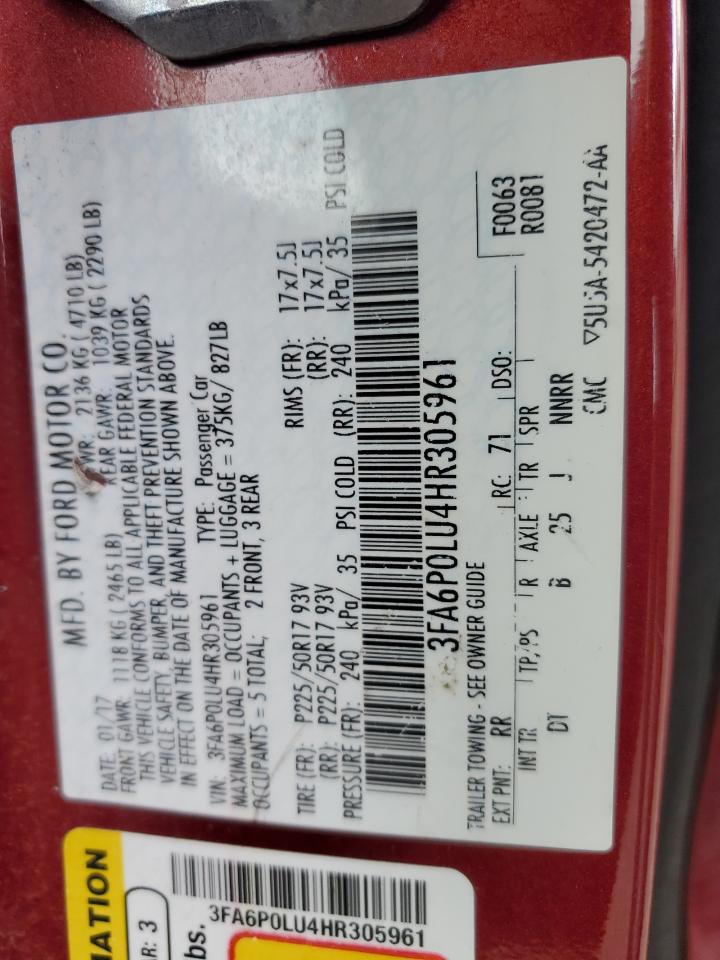 MFD. BY FORD MOTOR CO.
DATE: 01/17 WR: 2136 KG ( 4710 LB)
FRONT GAWR: 1118 KG ( 2465 LB) REAR GAWR: 1039 KG ( 2290 LB)
THIS VEHICLE CONFORMS TO ALL APPLICABLE FEDERAL MOTOR
VEHICLE SAFETY, BUMPER, AND THEFT PREVENTION STANDARDS
IN EFFECT ON THE DATE OF MANUFACTURE SHOWN ABOVE.
VIN: 3FA6P0LU4HR305961 TYPE: Passenger Car
MAXIMUM LOAD = OCCUPANTS + LUGGAGE = 375KG/ 827LB
OCCUPANTS = 5 TOTAL; 2 FRONT, 3 REAR
TIRE (FR): P225/50R17 93V RIMS (FR): 17x7.5J
(RR): P225/50R17 93V (RR): 17x7.5J
PRESSURE (FR): 240 kPa/ 35 PSI COLD (RR): 240 kPa/ 35 PSI COLD
3FA6P0LU4HR305961
TRAILER TOWING - SEE OWNER GUIDE
EXT PNT: RR RC: 71 DSO: F0063
R0081
INT TR TP/PS R AXLE TR SPR
DT B 25 J NNRR
5420472-AA
MATION
AR: 3
bs.
3FA6P0LU4HR305961